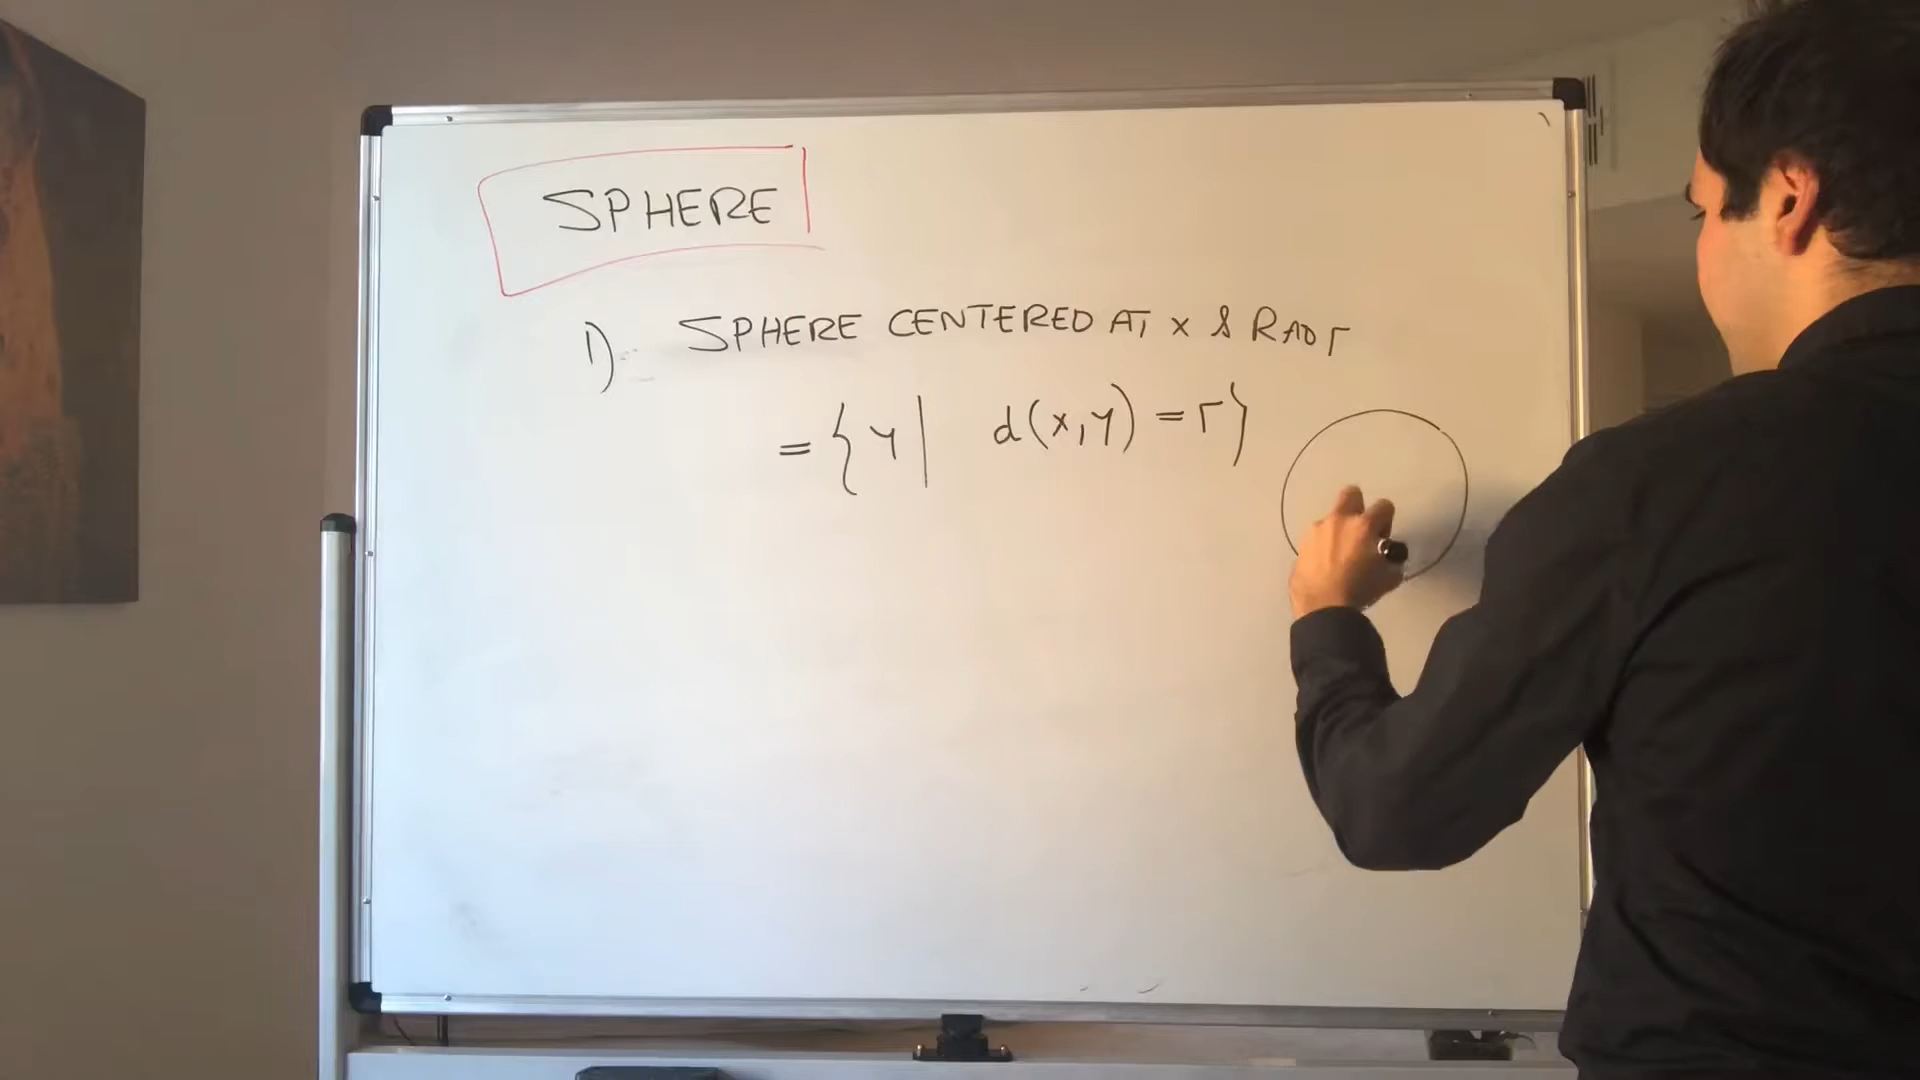 SPHERE
1) SPHERE CENTERED AT x & RAD r
= {y| d(x,y) = r}